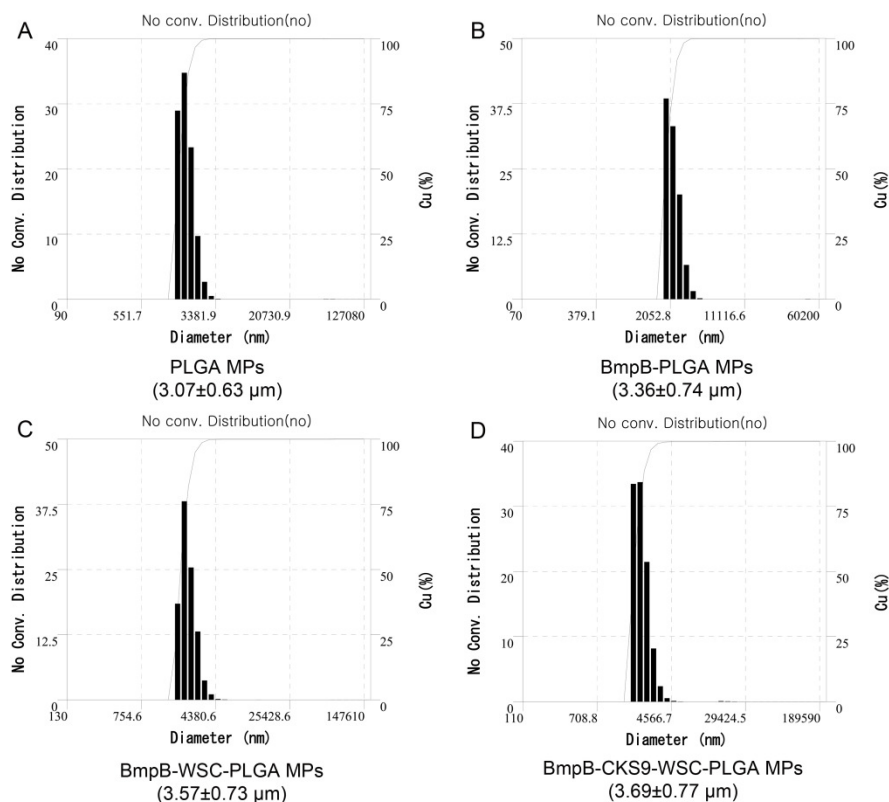 A
No conv. Distribution(no)
No Conv. Distribution
40
30
20
10
0
100
75
50
25
0
Cu(%)
90 551.7 3381.9 20730.9 127080
Diameter (nm)
PLGA MPs
(3.07±0.63 µm)
B
No conv. Distribution(no)
No Conv. Distribution
50
37.5
25
12.5
0
100
75
50
25
0
Cu(%)
70 379.1 2052.8 11116.6 60200
Diameter (nm)
BmpB-PLGA MPs
(3.36±0.74 µm)
C
No conv. Distribution(no)
No Conv. Distribution
50
37.5
25
12.5
0
100
75
50
25
0
Cu(%)
130 754.6 4380.6 25428.6 147610
Diameter (nm)
BmpB-WSC-PLGA MPs
(3.57±0.73 µm)
D
No conv. Distribution(no)
No Conv. Distribution
40
30
20
10
0
100
75
50
25
0
Cu(%)
110 708.8 4566.7 29424.5 189590
Diameter (nm)
BmpB-CKS9-WSC-PLGA MPs
(3.69±0.77 µm)